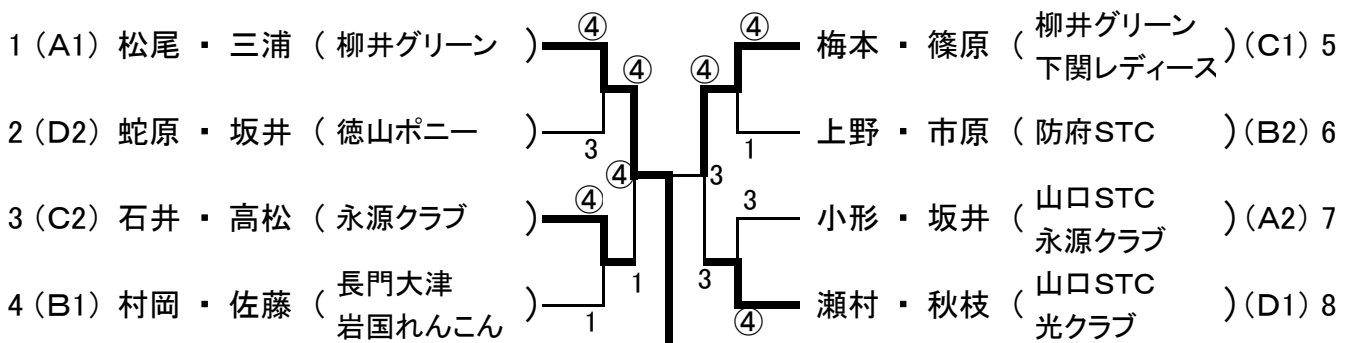 1 (A1) 松尾 ・ 三浦 ( 柳井グリーン )
④
④
④ 梅本 ・ 篠原 ( 柳井グリーン 下関レディース ) (C1) 5
④
2 (D2) 蛇原 ・ 坂井 ( 徳山ポニー )
3
1
上野 ・ 市原 ( 防府STC ) (B2) 6
④
3
3 (C2) 石井 ・ 高松 ( 永源クラブ )
④
3
小形 ・ 坂井 ( 山口STC 永源クラブ ) (A2) 7
1
3
4 (B1) 村岡 ・ 佐藤 ( 長門大津 岩国れんこん )
1
④
瀬村 ・ 秋枝 ( 山口STC 光クラブ ) (D1) 8